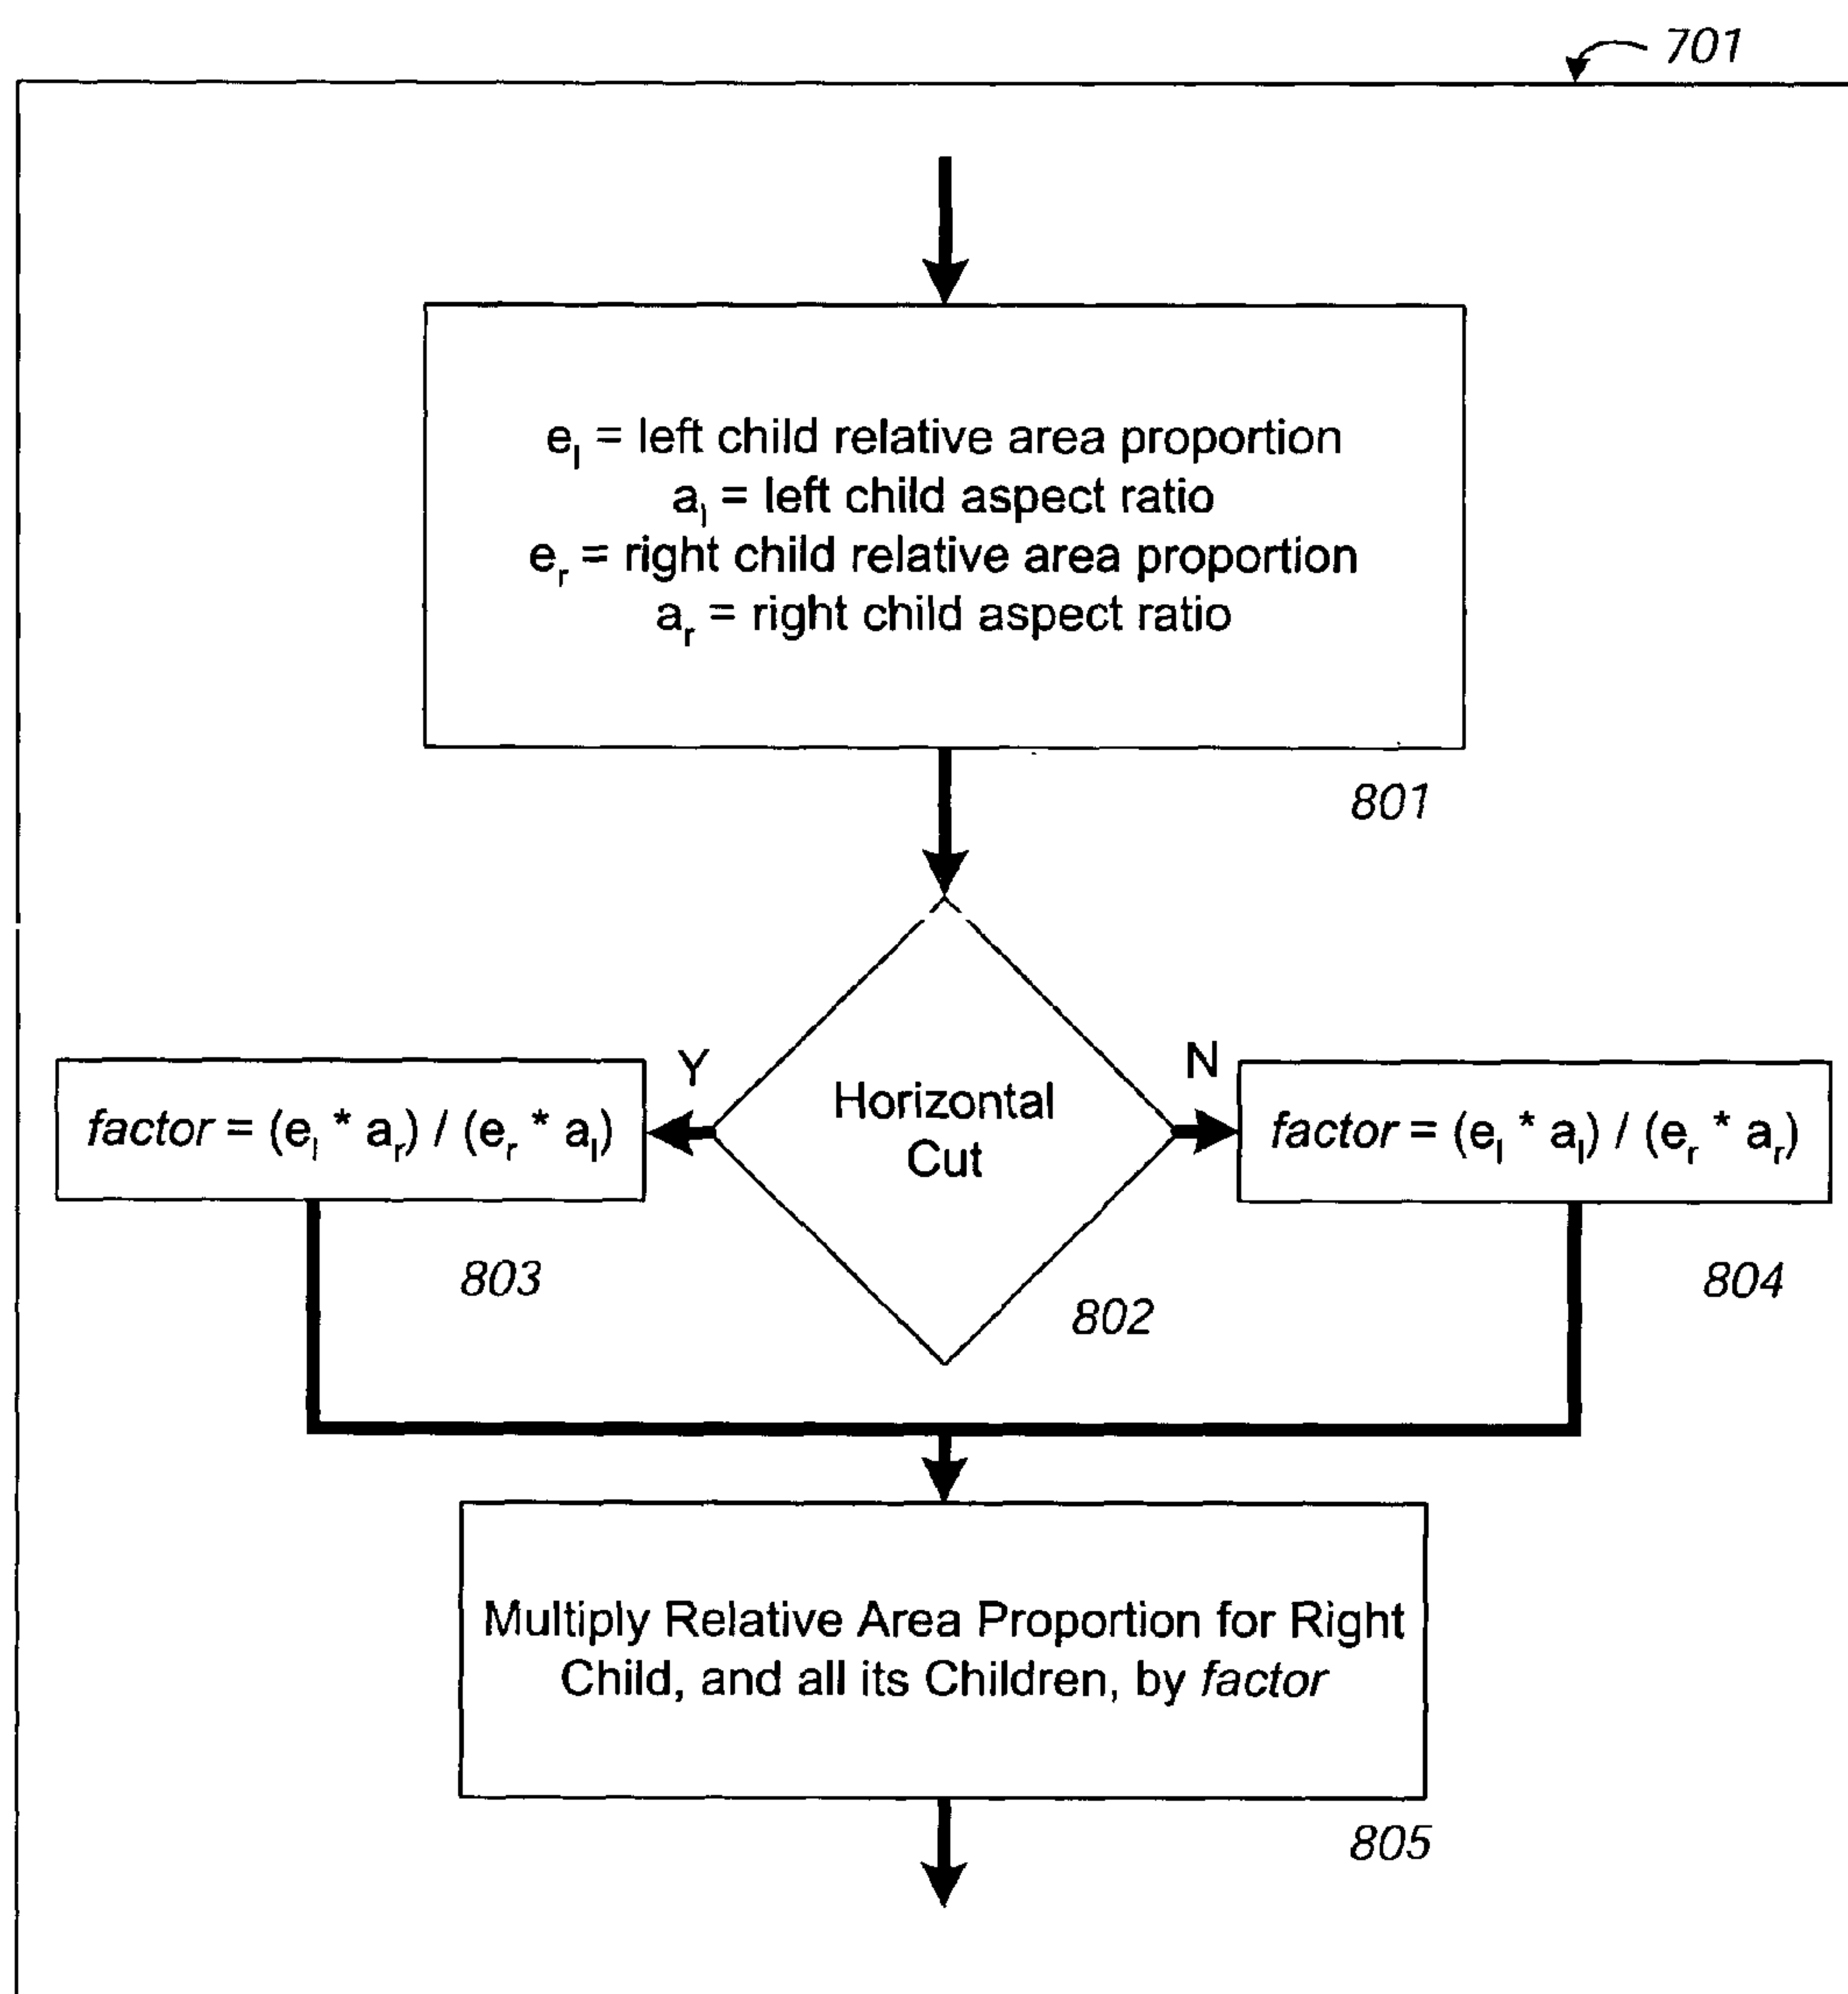 701
e_l = left child relative area proportion
a_l = left child aspect ratio
e_r = right child relative area proportion
a_r = right child aspect ratio
801
Horizontal
Cut
Y
N
factor = (e_l * a_r) / (e_r * a_l)
factor = (e_l * a_l) / (e_r * a_r)
803
802
804
Multiply Relative Area Proportion for Right
Child, and all its Children, by factor
805